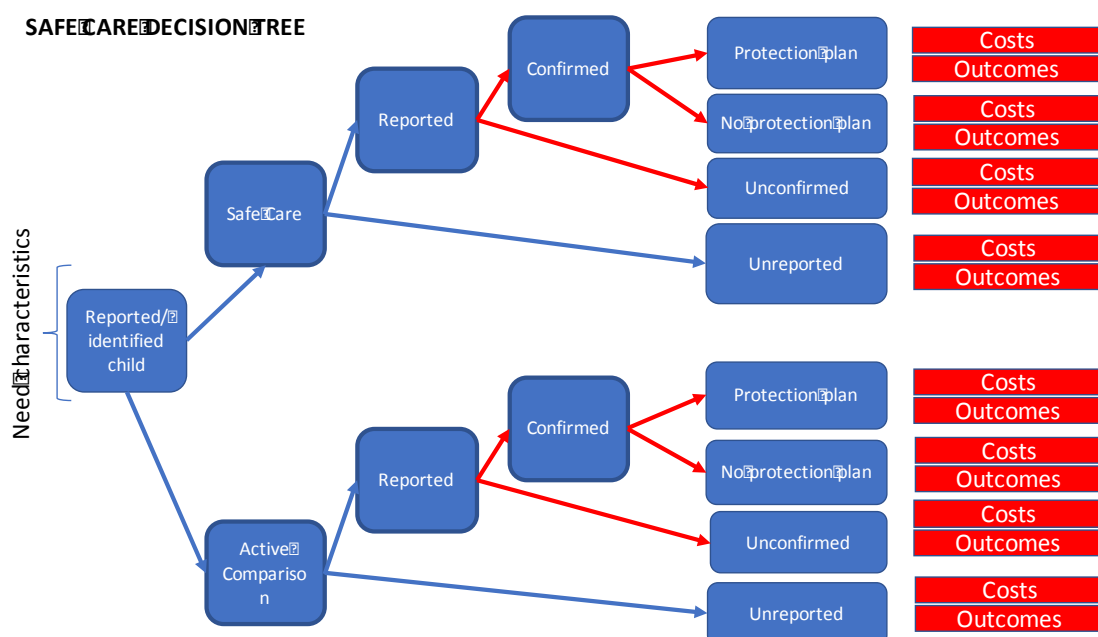 SAFE CARE DECISION TREE
Need characteristics
Reported/
identified
child
Safe Care
Reported
Confirmed
Protection plan
Costs
Outcomes
No protection plan
Costs
Outcomes
Unconfirmed
Costs
Outcomes
Unreported
Costs
Outcomes
Active
Compariso
n
Reported
Confirmed
Protection plan
Costs
Outcomes
No protection plan
Costs
Outcomes
Unconfirmed
Costs
Outcomes
Unreported
Costs
Outcomes